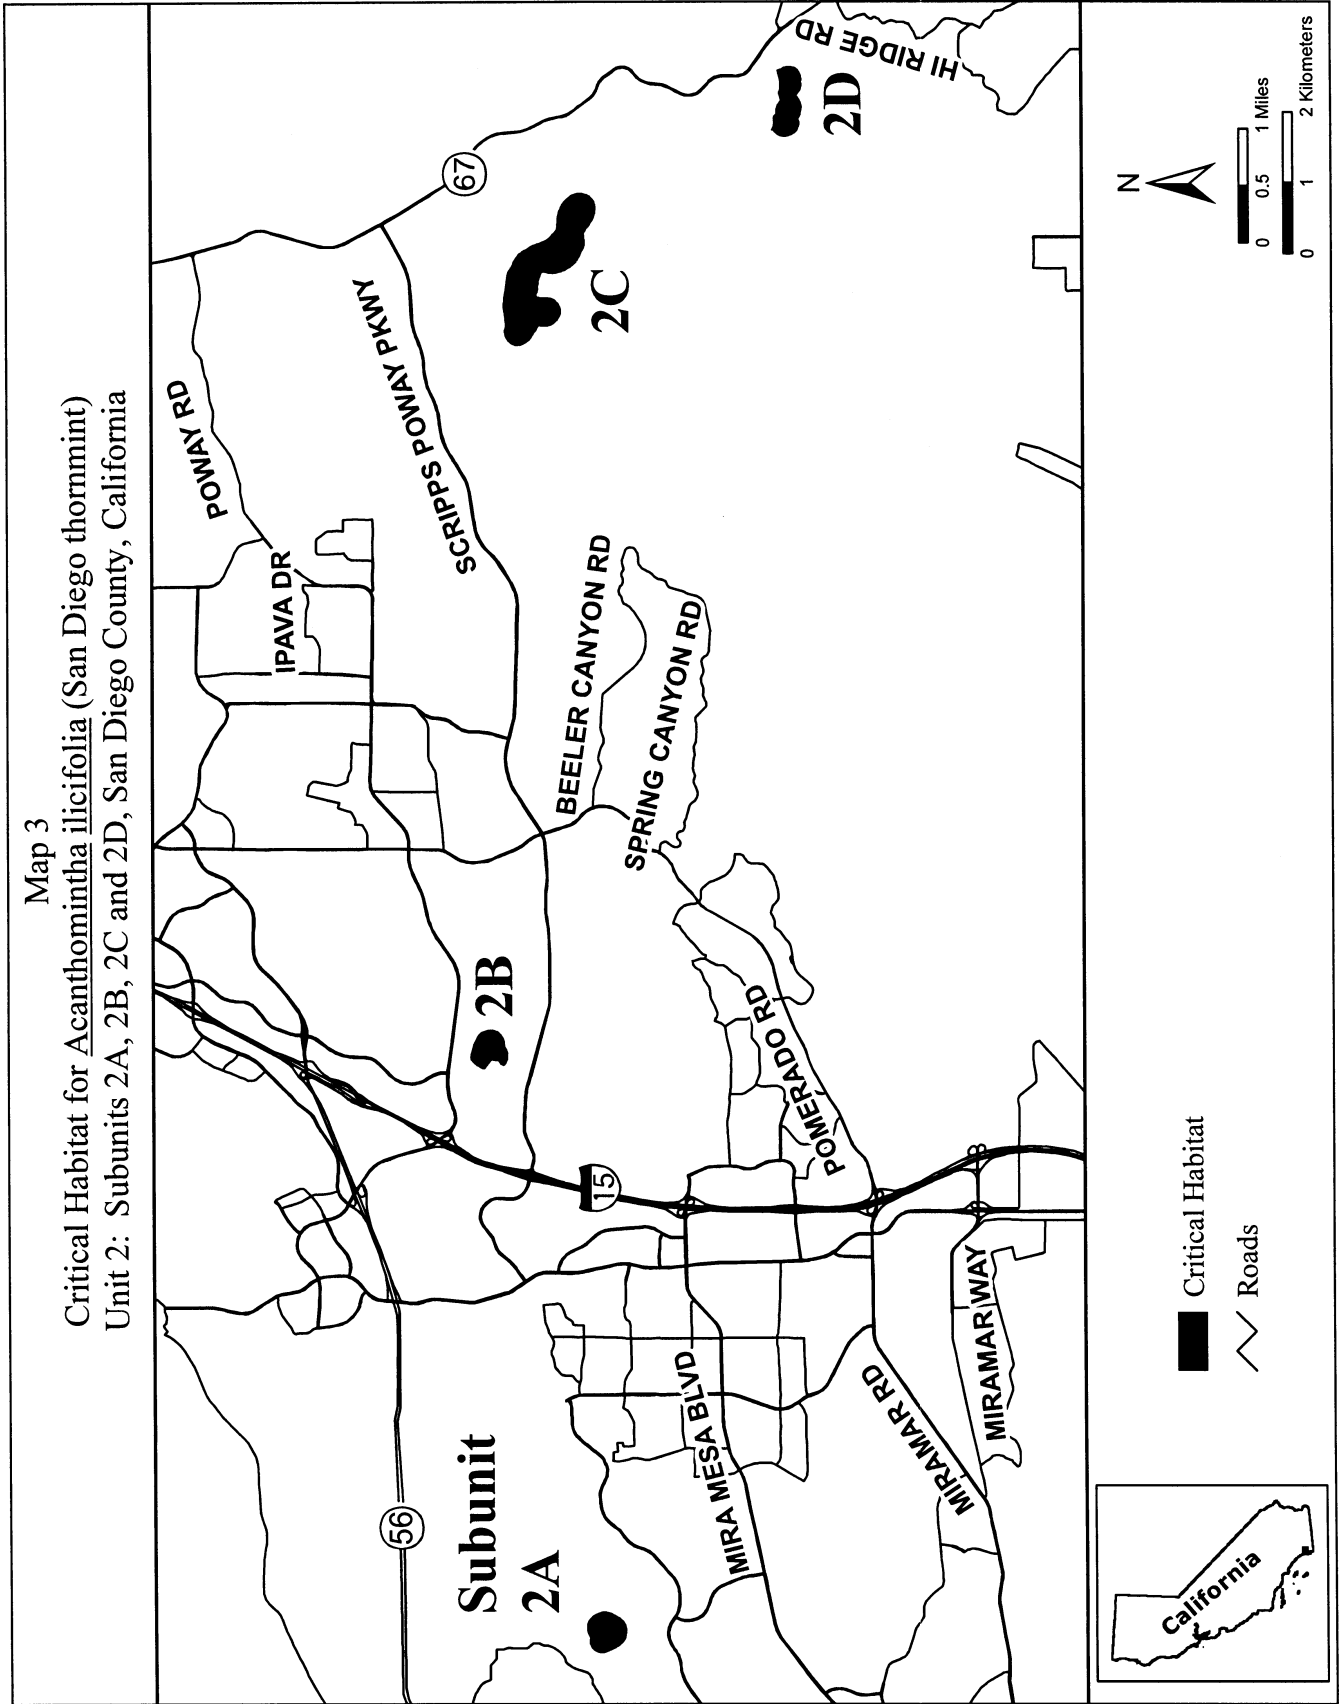 Map 3
Critical Habitat for Acanthomintha ilicifolia (San Diego thornmint)
Unit 2: Subunits 2A, 2B, 2C and 2D, San Diego County, California
POWAY RD
IPAVA DR
SCRIPPS POWAY PKWY
67
HI RIDGE RD
2D
2C
56
Subunit
2A
2B
15
BEELER CANYON RD
SPRING CANYON RD
POMERADO RD
MIRA MESA BLVD
MIRAMAR RD
MIRAMAR WAY
California
Critical Habitat
Roads
N
0 0.5 1 Miles
0 1 2 Kilometers